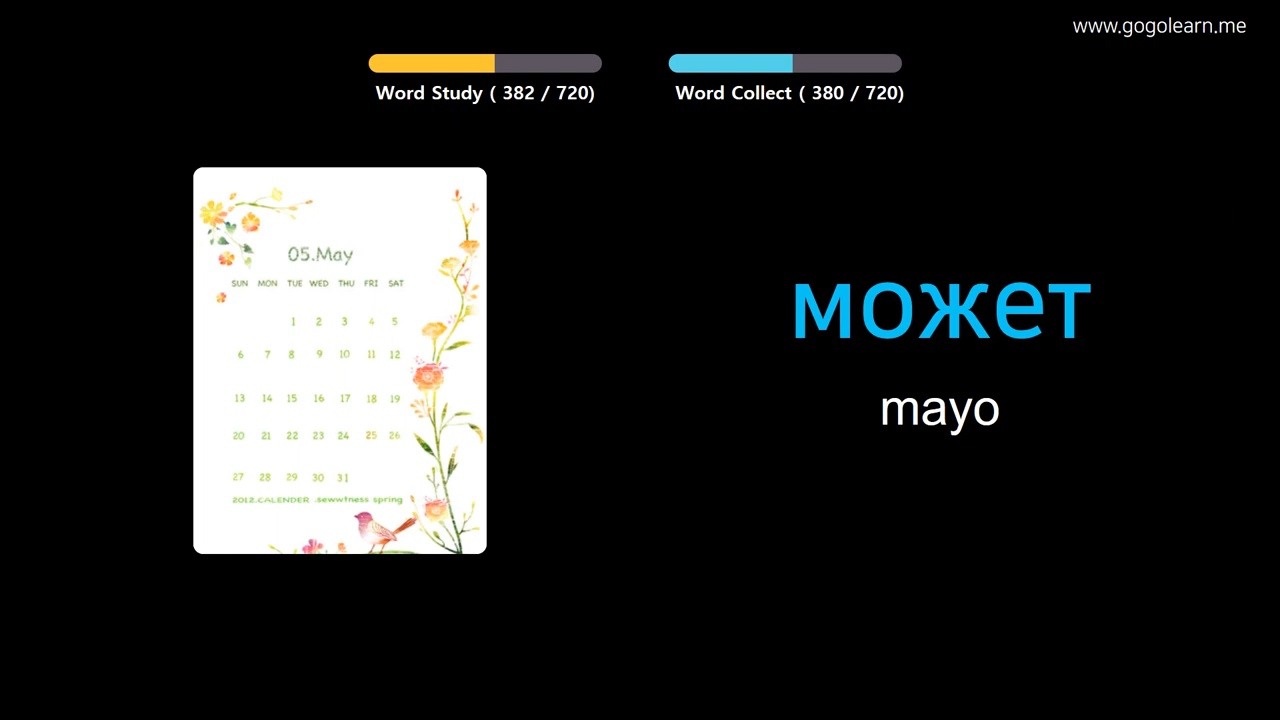 www.gogolearn.me
Word Study ( 382 / 720)
Word Collect ( 380 / 720)
05.May
SUN MON TUE WED THU FRI SAT
1 2 3 4 5
6 7 8 9 10 11 12
13 14 15 16 17 18 19
20 21 22 23 24 25 26
27 28 29 30 31
2012.CALENDER .sewwtness spring
может
mayo